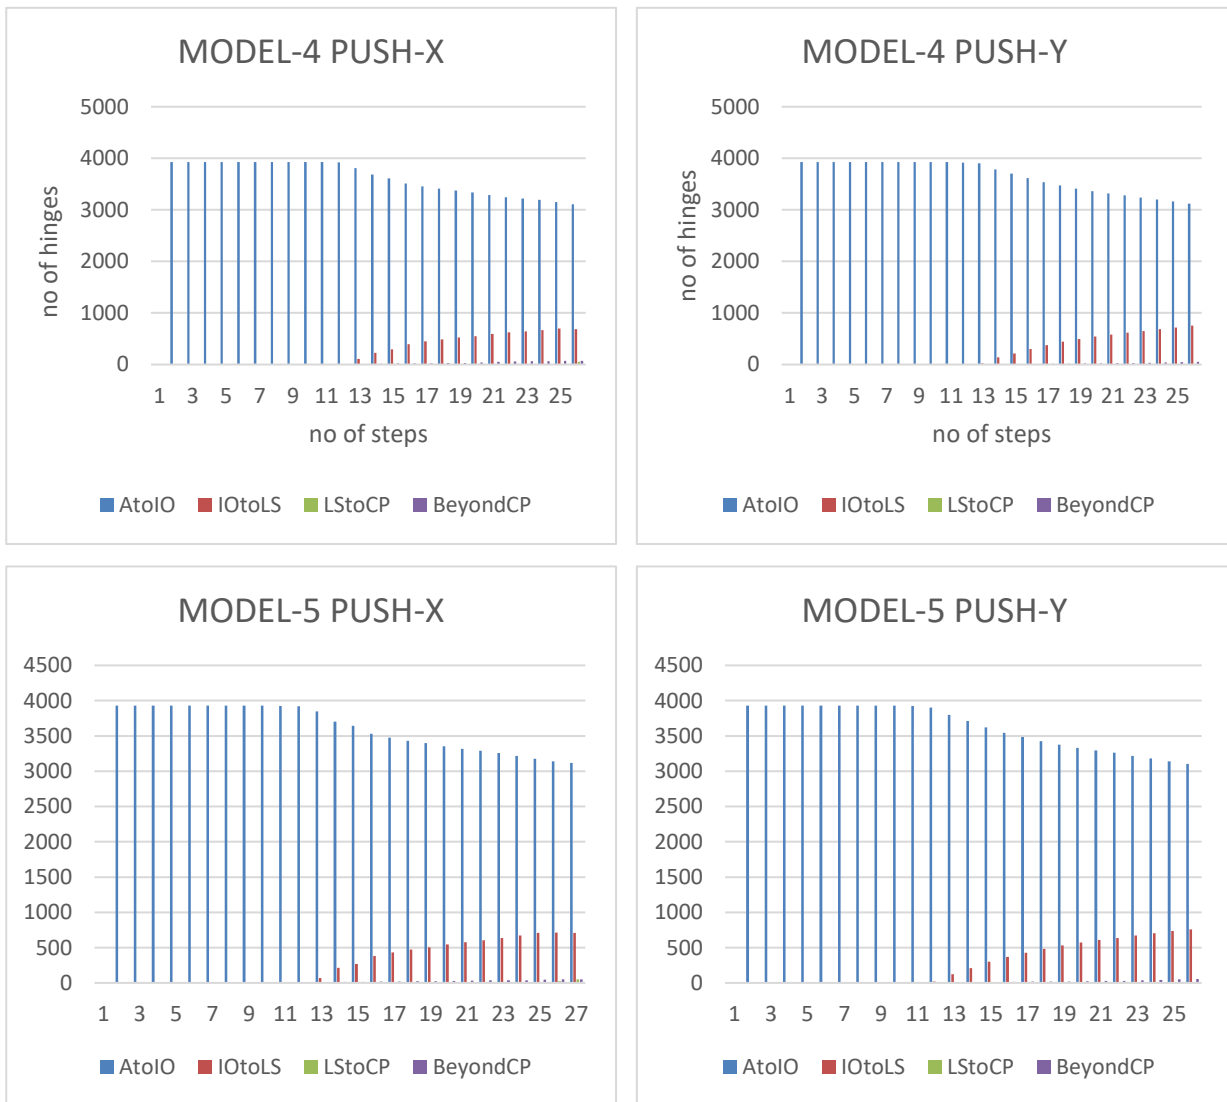 MODEL-4 PUSH-X
5000
4000
3000
2000
1000
0
no of hinges
1 3 5 7 9 11 13 15 17 19 21 23 25
no of steps
AtoIO IOtoLS LStoCP BeyondCP
MODEL-4 PUSH-Y
5000
4000
3000
2000
1000
0
no of hinges
1 3 5 7 9 11 13 15 17 19 21 23 25
no of steps
AtoIO IOtoLS LStoCP BeyondCP
MODEL-5 PUSH-X
4500
4000
3500
3000
2500
2000
1500
1000
500
0
1 3 5 7 9 11 13 15 17 19 21 23 25 27
AtoIO IOtoLS LStoCP BeyondCP
MODEL-5 PUSH-Y
4500
4000
3500
3000
2500
2000
1500
1000
500
0
1 3 5 7 9 11 13 15 17 19 21 23 25
AtoIO IOtoLS LStoCP BeyondCP